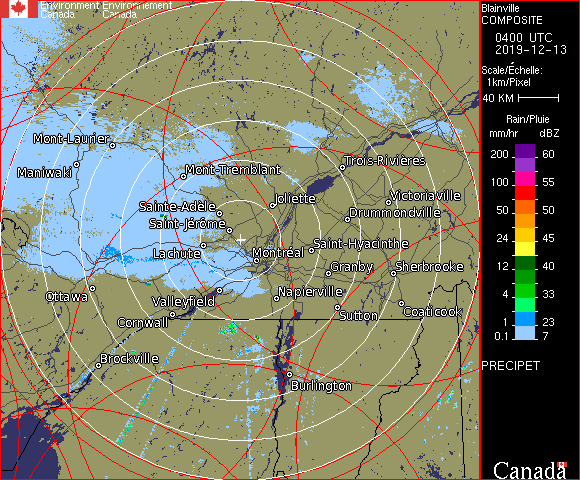 Environment Environnement
Canada Canada
Blainville
COMPOSITE
0400 UTC
2019-12-13
Scale/Échelle:
1km/Pixel
40 KM
Rain/Pluie
mm/hr dBZ
200 60
100 57
100 55
50 50
24 45
12 40
4 33
1 23
0.1 7
PRECIPET
Canada
Mont-Laurier
Maniwaki
Mont-Tremblant
Trois-Rivières
Joliette
Victoriaville
Sainte-Adèle
Drummondville
Saint-Jérôme
Saint-Hyacinthe
Lachute
Montréal
Granby
Sherbrooke
Ottawa
Valleyfield
Napierville
Coaticook
Cornwall
Sutton
Brockville
Burlington